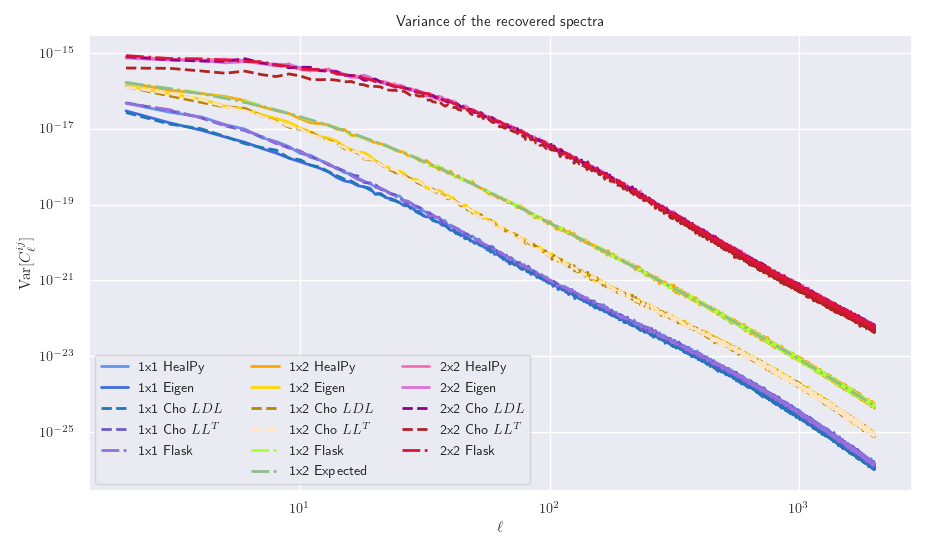 Variance of the recovered spectra
Var[C_ℓ^{ij}]
10^{-15}
10^{-17}
10^{-19}
10^{-21}
10^{-23}
10^{-25}
1x1 HealPy 1x2 HealPy 2x2 HealPy
1x1 Eigen 1x2 Eigen 2x2 Eigen
1x1 Cho LDL 1x2 Cho LDL 2x2 Cho LDL
1x1 Cho LL^T 1x2 Cho LL^T 2x2 Cho LL^T
1x1 Flask 1x2 Flask 2x2 Flask
1x2 Expected
10^1 10^2 10^3
ℓ